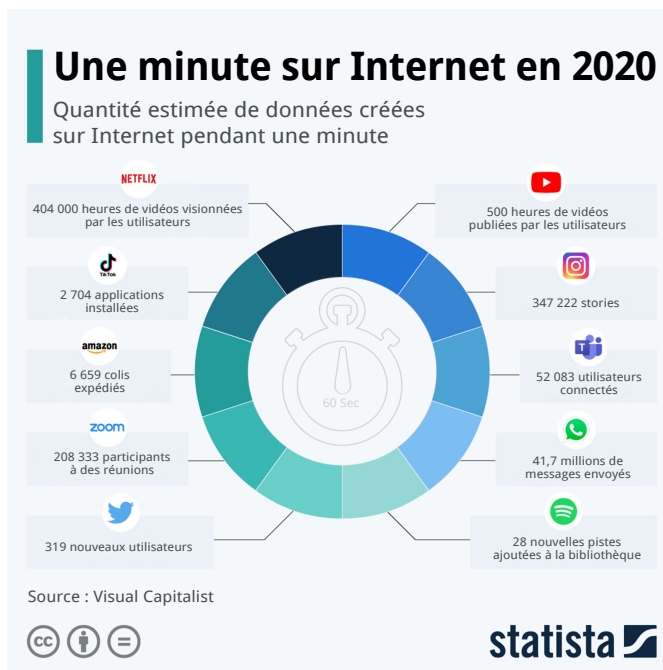 Une minute sur Internet en 2020
Quantité estimée de données créées
sur Internet pendant une minute
NETFLIX
404 000 heures de vidéos visionnées
par les utilisateurs
500 heures de vidéos
publiées par les utilisateurs
TikTok
2 704 applications
installées
347 222 stories
amazon
6 659 colis
expédiés
T
52 083 utilisateurs
connectés
60 Sec
zoom
208 333 participants
à des réunions
41,7 millions de
messages envoyés
319 nouveaux utilisateurs
28 nouvelles pistes
ajoutées à la bibliothèque
Source : Visual Capitalist
cc
statista